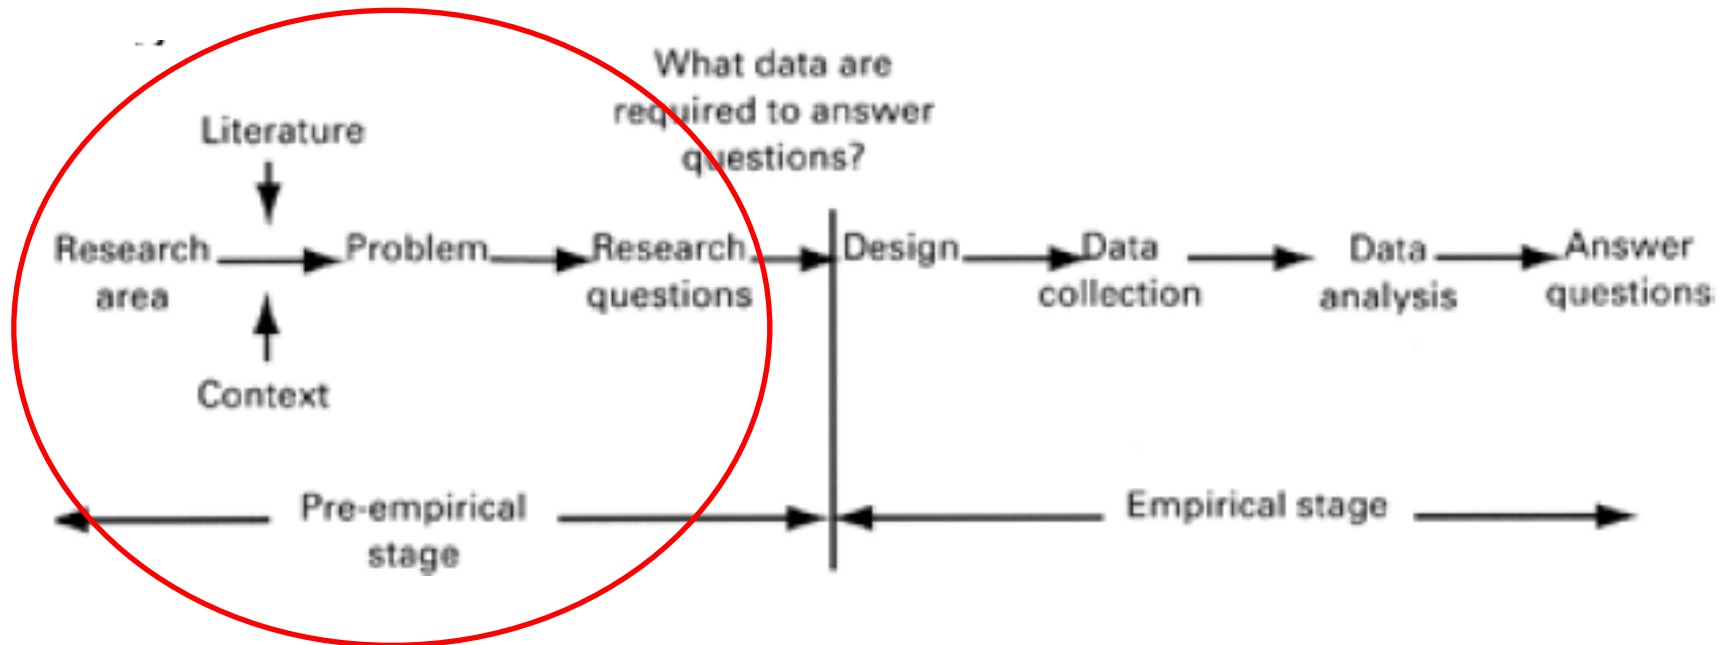 What data are
required to answer
questions?
Literature
Research
area
Problem
Research
questions
Design
Data
collection
Data
analysis
Answer
questions
Context
Pre-empirical
stage
Empirical stage